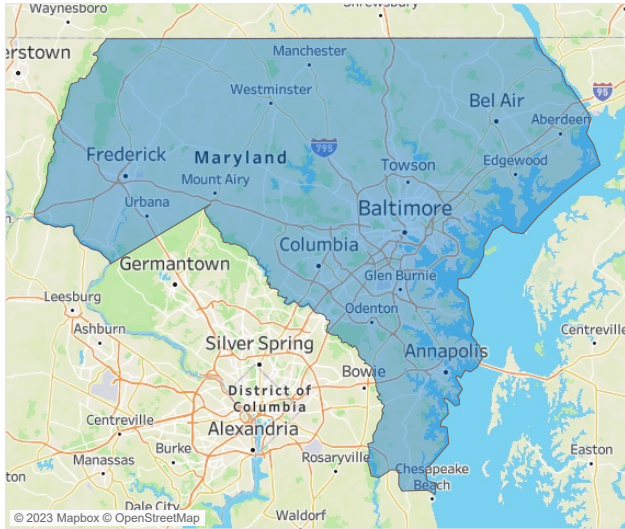 Waynesboro
Shrewsbury
erstown
Manchester
Westminster
95
Bel Air
Aberdeen
795
Frederick
Maryland
Towson
Edgewood
Mount Airy
Urbana
Baltimore
Columbia
Germantown
Glen Burnie
Leesburg
Odenton
Ashburn
Centreville
Silver Spring
Annapolis
Bowie
District of
Columbia
Centreville
Alexandria
Burke
Rosaryville
Easton
Manassas
Chesapeake
Beach
ton
Dale City
Waldorf
© 2023 Mapbox © OpenStreetMap